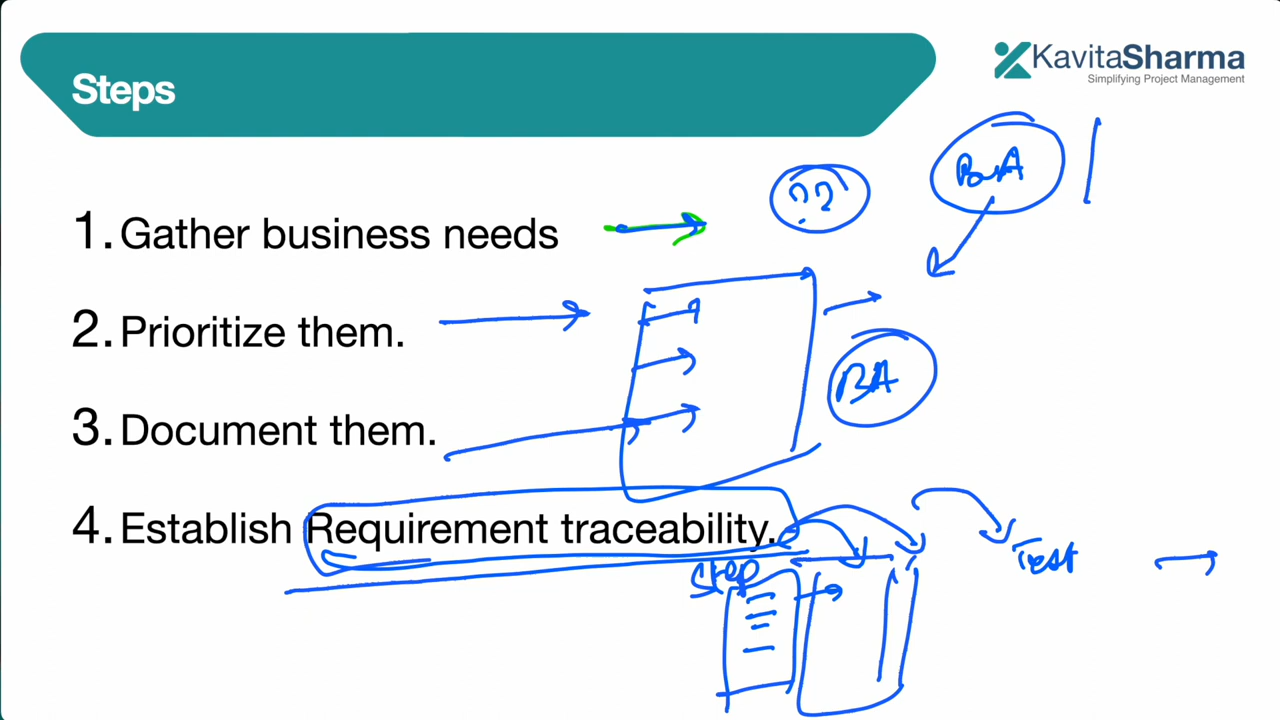 Steps
KavitaSharma
Simplifying Project Management
1. Gather business needs
2. Prioritize them.
3. Document them.
4. Establish Requirement traceability.
??
BA
Step
Test